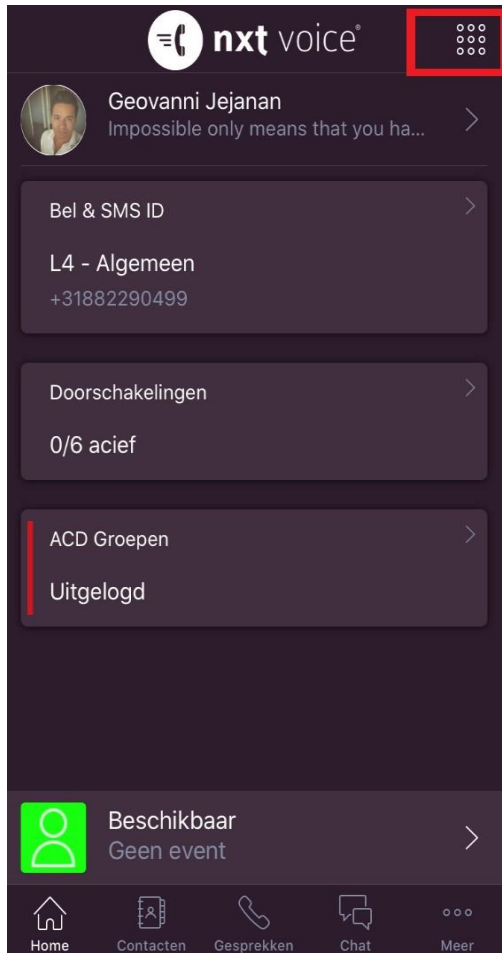 nxt voice®
Geovanni Jejanan
Impossible only means that you ha...
Bel & SMS ID
L4 - Algemeen
+31882290499
Doorschakelingen
0/6 acief
ACD Groepen
Uitgelogd
Beschikbaar
Geen event
Home Contacten Gesprekken Chat Meer